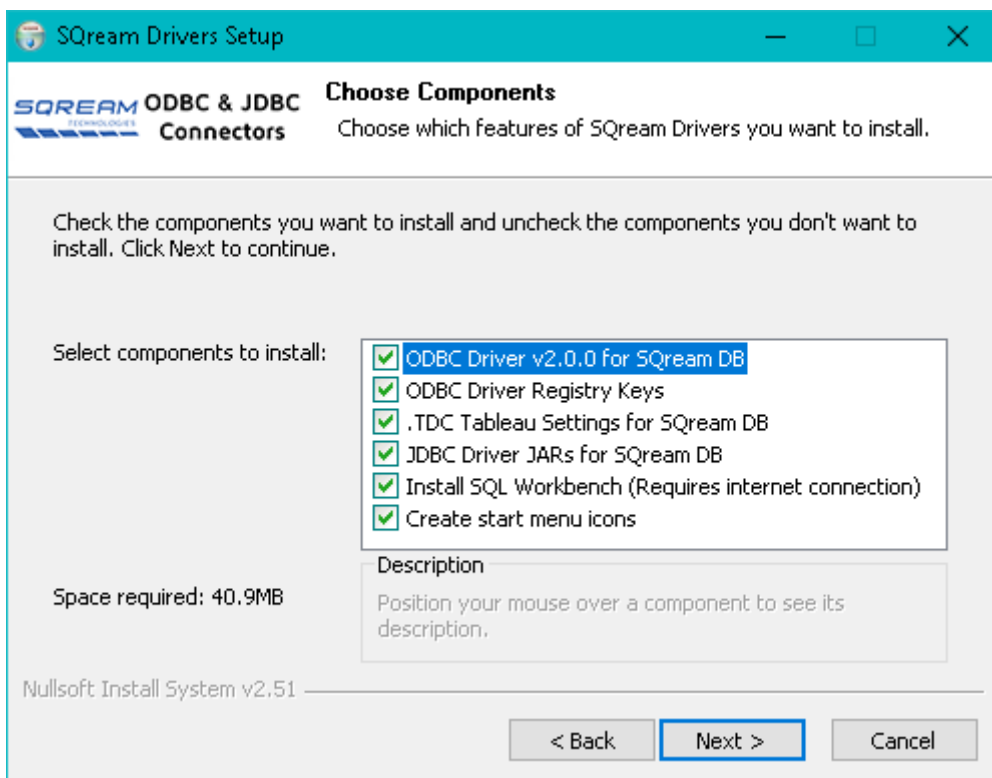 SQream Drivers Setup
SQREAM
TECHNOLOGIES
ODBC & JDBC
Connectors
Choose Components
Choose which features of SQream Drivers you want to install.
Check the components you want to install and uncheck the components you don't want to
install. Click Next to continue.
Select components to install:
ODBC Driver v2.0.0 for SQream DB
ODBC Driver Registry Keys
.TDC Tableau Settings for SQream DB
JDBC Driver JARs for SQream DB
Install SQL Workbench (Requires internet connection)
Create start menu icons
Space required: 40.9MB
Description
Position your mouse over a component to see its
description.
Nullsoft Install System v2.51
< Back
Next >
Cancel